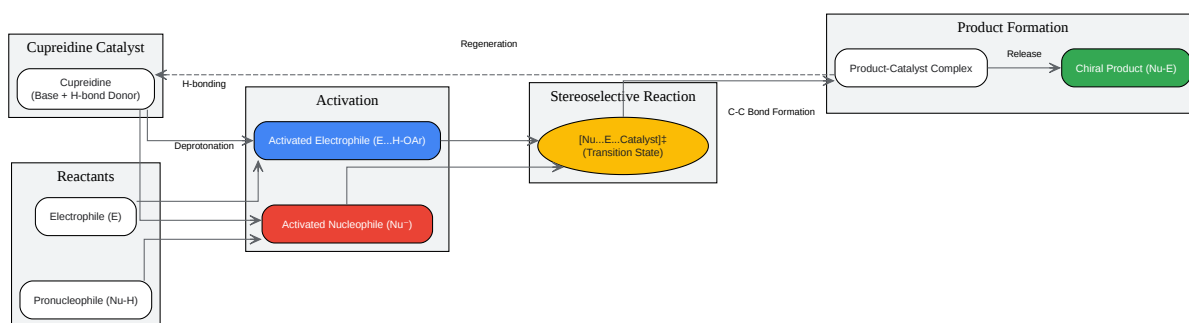 Cupreidine Catalyst
Cupreidine
(Base + H-bond Donor)
Reactants
Electrophile (E)
Pronucleophile (Nu-H)
H-bonding
Deprotonation
Activation
Activated Electrophile (E...H-OAr)
Activated Nucleophile (Nu⁻)
Regeneration
Stereoselective Reaction
[Nu...E...Catalyst]‡
(Transition State)
C-C Bond Formation
Product Formation
Product-Catalyst Complex
Release
Chiral Product (Nu-E)